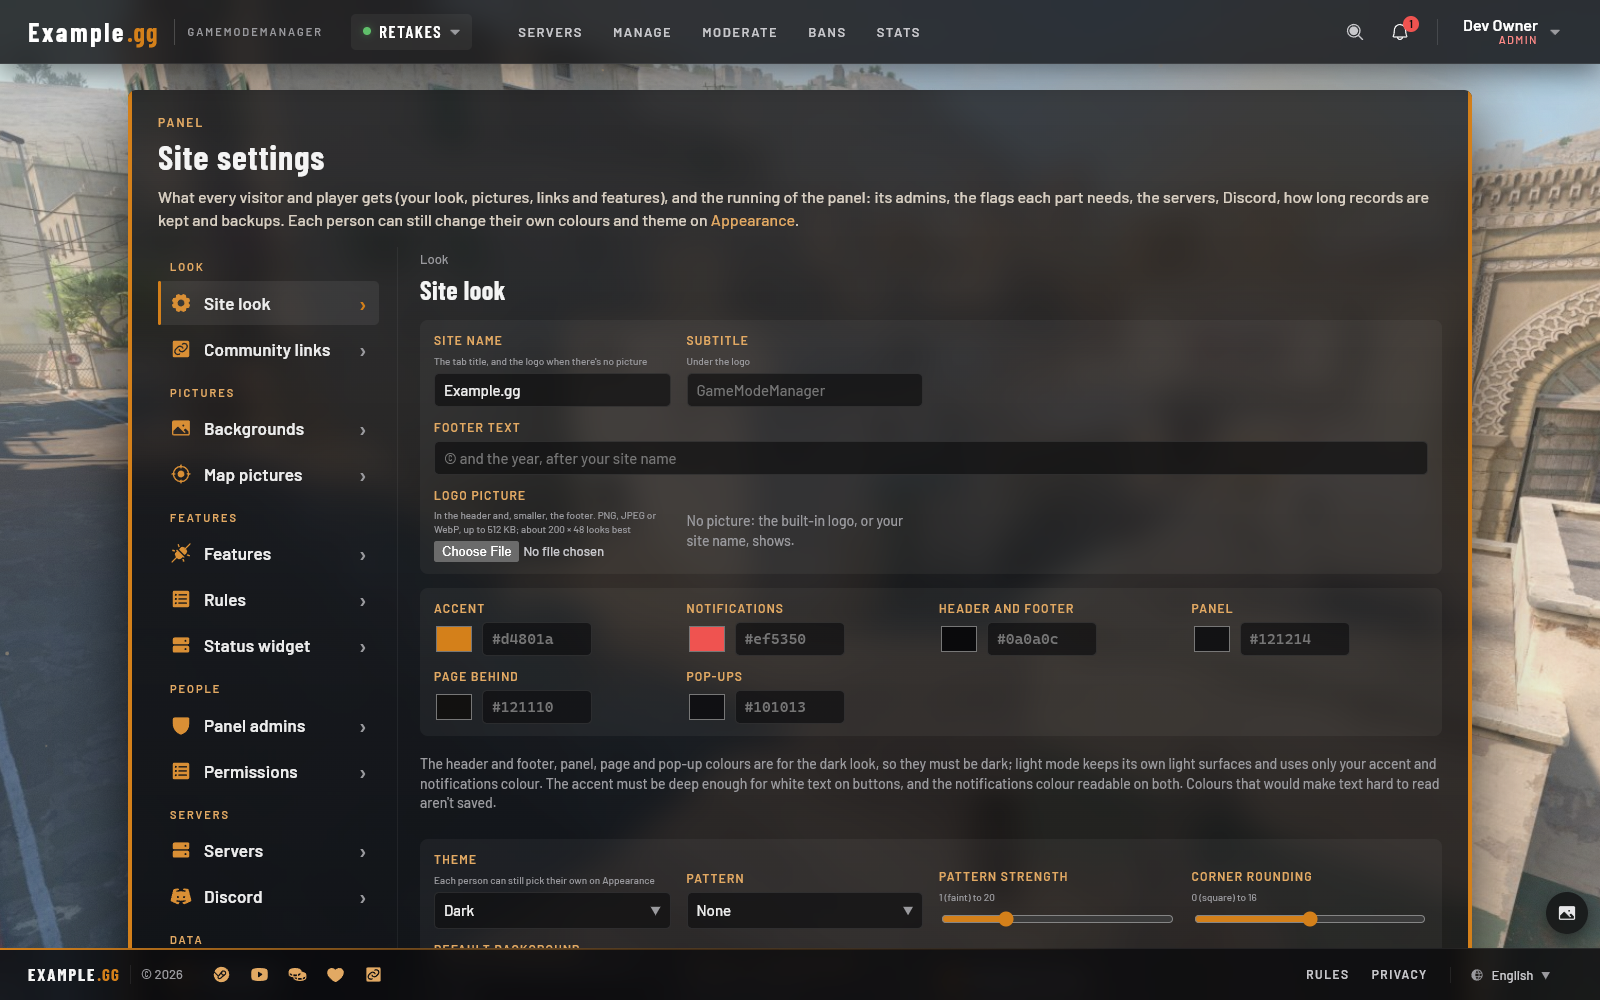 Example.gg
GAMEMODEMANAGER
RETAKES
SERVERS
MANAGE
MODERATE
BANS
STATS
1
Dev Owner
ADMIN
PANEL
Site settings
What every visitor and player gets (your look, pictures, links and features), and the running of the panel: its admins, the flags each part needs, the servers, Discord, how long records are
kept and backups. Each person can still change their own colours and theme on Appearance.
LOOK
Site look
Community links
PICTURES
Backgrounds
Map pictures
FEATURES
Features
Rules
Status widget
PEOPLE
Panel admins
Permissions
SERVERS
Servers
Discord
DATA
Look
Site look
SITE NAME
The tab title, and the logo when there's no picture
Example.gg
SUBTITLE
Under the logo
GameModeManager
FOOTER TEXT
© and the year, after your site name
LOGO PICTURE
In the header and, smaller, the footer. PNG, JPEG or
WebP, up to 512 KB; about 200 × 48 looks best
Choose File No file chosen
No picture: the built-in logo, or your
site name, shows.
ACCENT
#d4801a
NOTIFICATIONS
#ef5350
HEADER AND FOOTER
#0a0a0c
PANEL
#121214
PAGE BEHIND
#121110
POP-UPS
#101013
The header and footer, panel, page and pop-up colours are for the dark look, so they must be dark; light mode keeps its own light surfaces and uses only your accent and
notifications colour. The accent must be deep enough for white text on buttons, and the notifications colour readable on both. Colours that would make text hard to read
aren't saved.
THEME
Each person can still pick their own on Appearance
Dark
PATTERN
None
PATTERN STRENGTH
1 (faint) to 20
CORNER ROUNDING
0 (square) to 16
DEFAULT BACKGROUND
EXAMPLE.GG
© 2026
RULES
PRIVACY
English